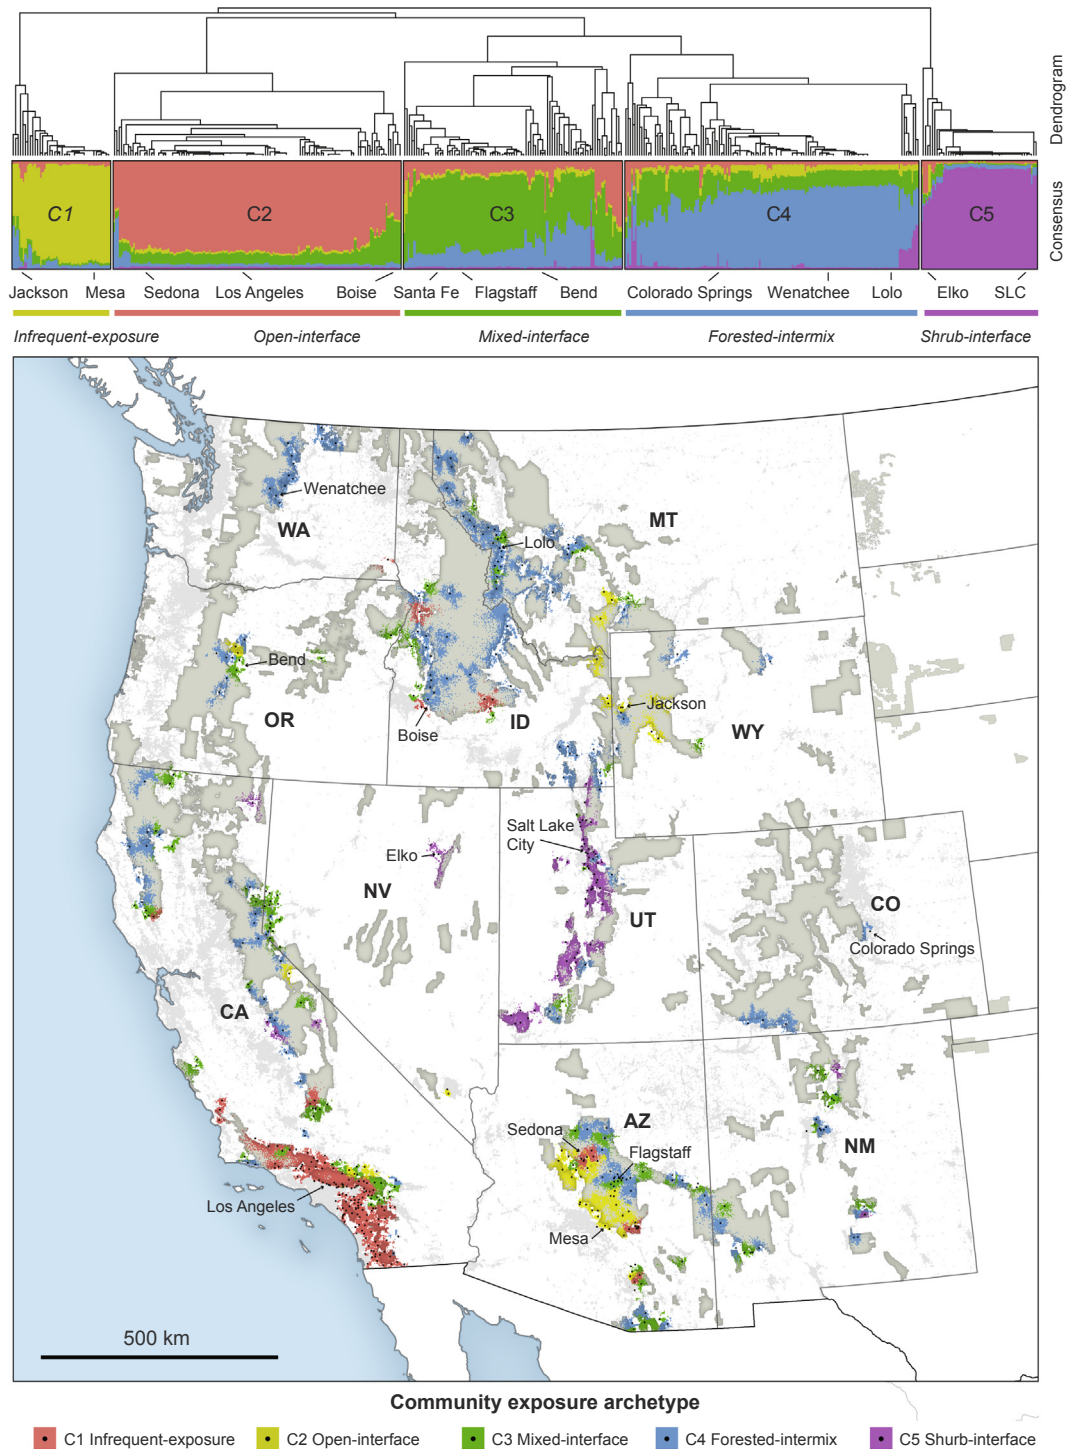 Dendrogram
Consensus
C1 C2 C3 C4 C5
Jackson Mesa Sedona Los Angeles Boise Santa Fe Flagstaff Bend Colorado Springs Wenatchee Lolo Elko SLC
Infrequent-exposure Open-interface Mixed-interface Forested-intermix Shrub-interface
Wenatchee
WA
MT
Lolo
Bend
OR
Boise
ID
Jackson
WY
Salt Lake
City
Elko
NV
UT
CO
Colorado Springs
CA
AZ
Sedona
Flagstaff
NM
Los Angeles
Mesa
500 km
Community exposure archetype
C1 Infrequent-exposure C2 Open-interface C3 Mixed-interface C4 Forested-intermix C5 Shurb-interface